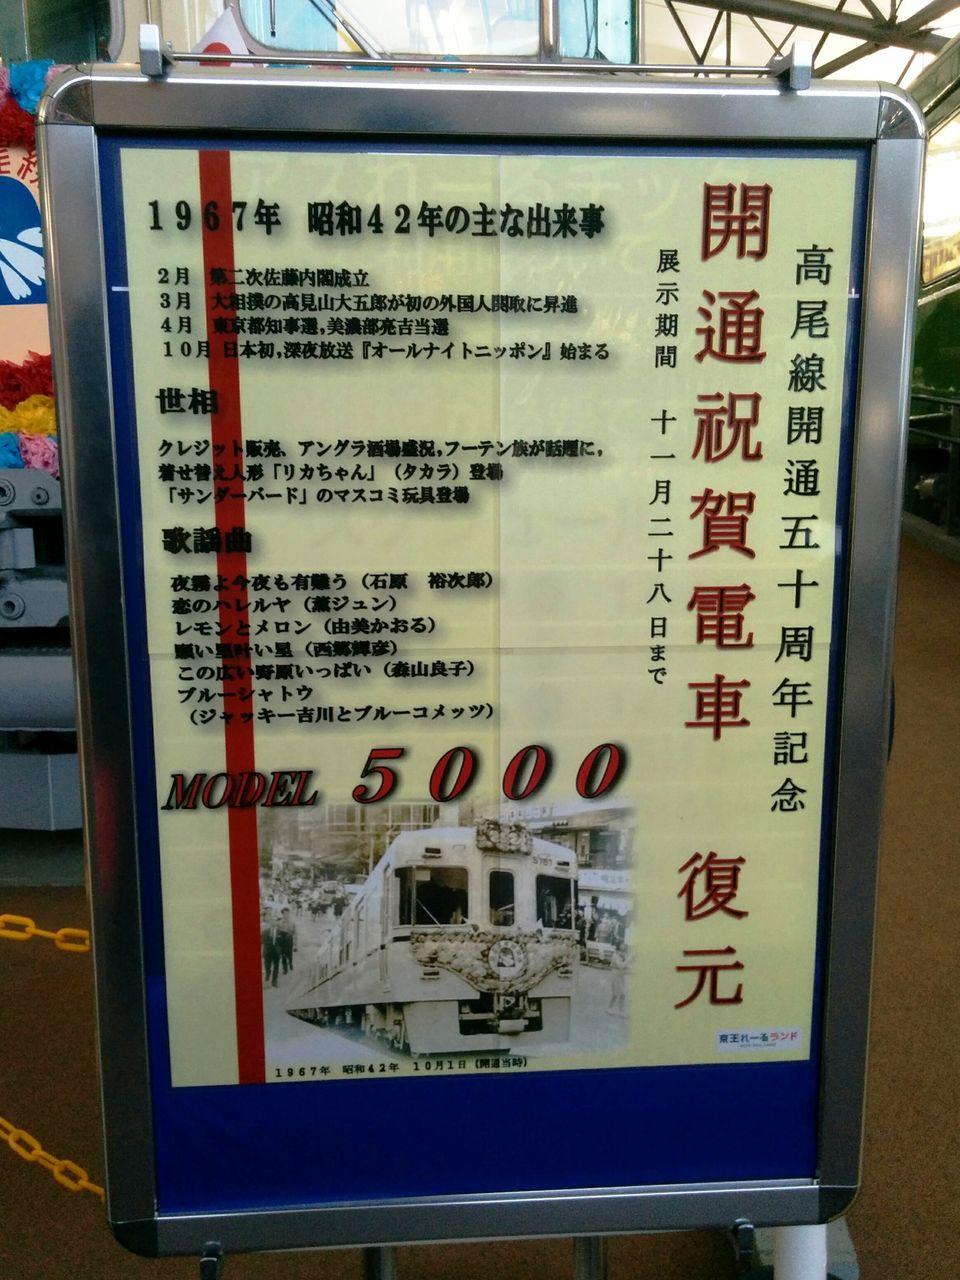 高尾線開通五十周年記念
開通祝賀電車 復元
展示期間 十一月二十八日まで
1967年 昭和42年の主な出来事
2月 第二次佐藤内閣成立
3月 大相撲の高見山大五郎が初の外国人関取に昇進
4月 東京都知事選,美濃部亮吉当選
10月 日本初,深夜放送『オールナイトニッポン』始まる
世相
クレジット販売、アングラ酒場盛況,フーテン族が話題に,
着せ替え人形「リカちゃん」(タカラ)登場
「サンダーバード」のマスコミ玩具登場
歌謡曲
夜霧よ今夜も有難う(石原 裕次郎)
恋のハレルヤ(黛ジュン)
レモンとメロン(由美かおる)
願い星叶い星(西郷輝彦)
この広い野原いっぱい(森山良子)
ブルーシャトウ
(ジャッキー吉川とブルーコメッツ)
MODEL 5000
1967年 昭和42年 10月1日(開通当時)
京王れーるランド